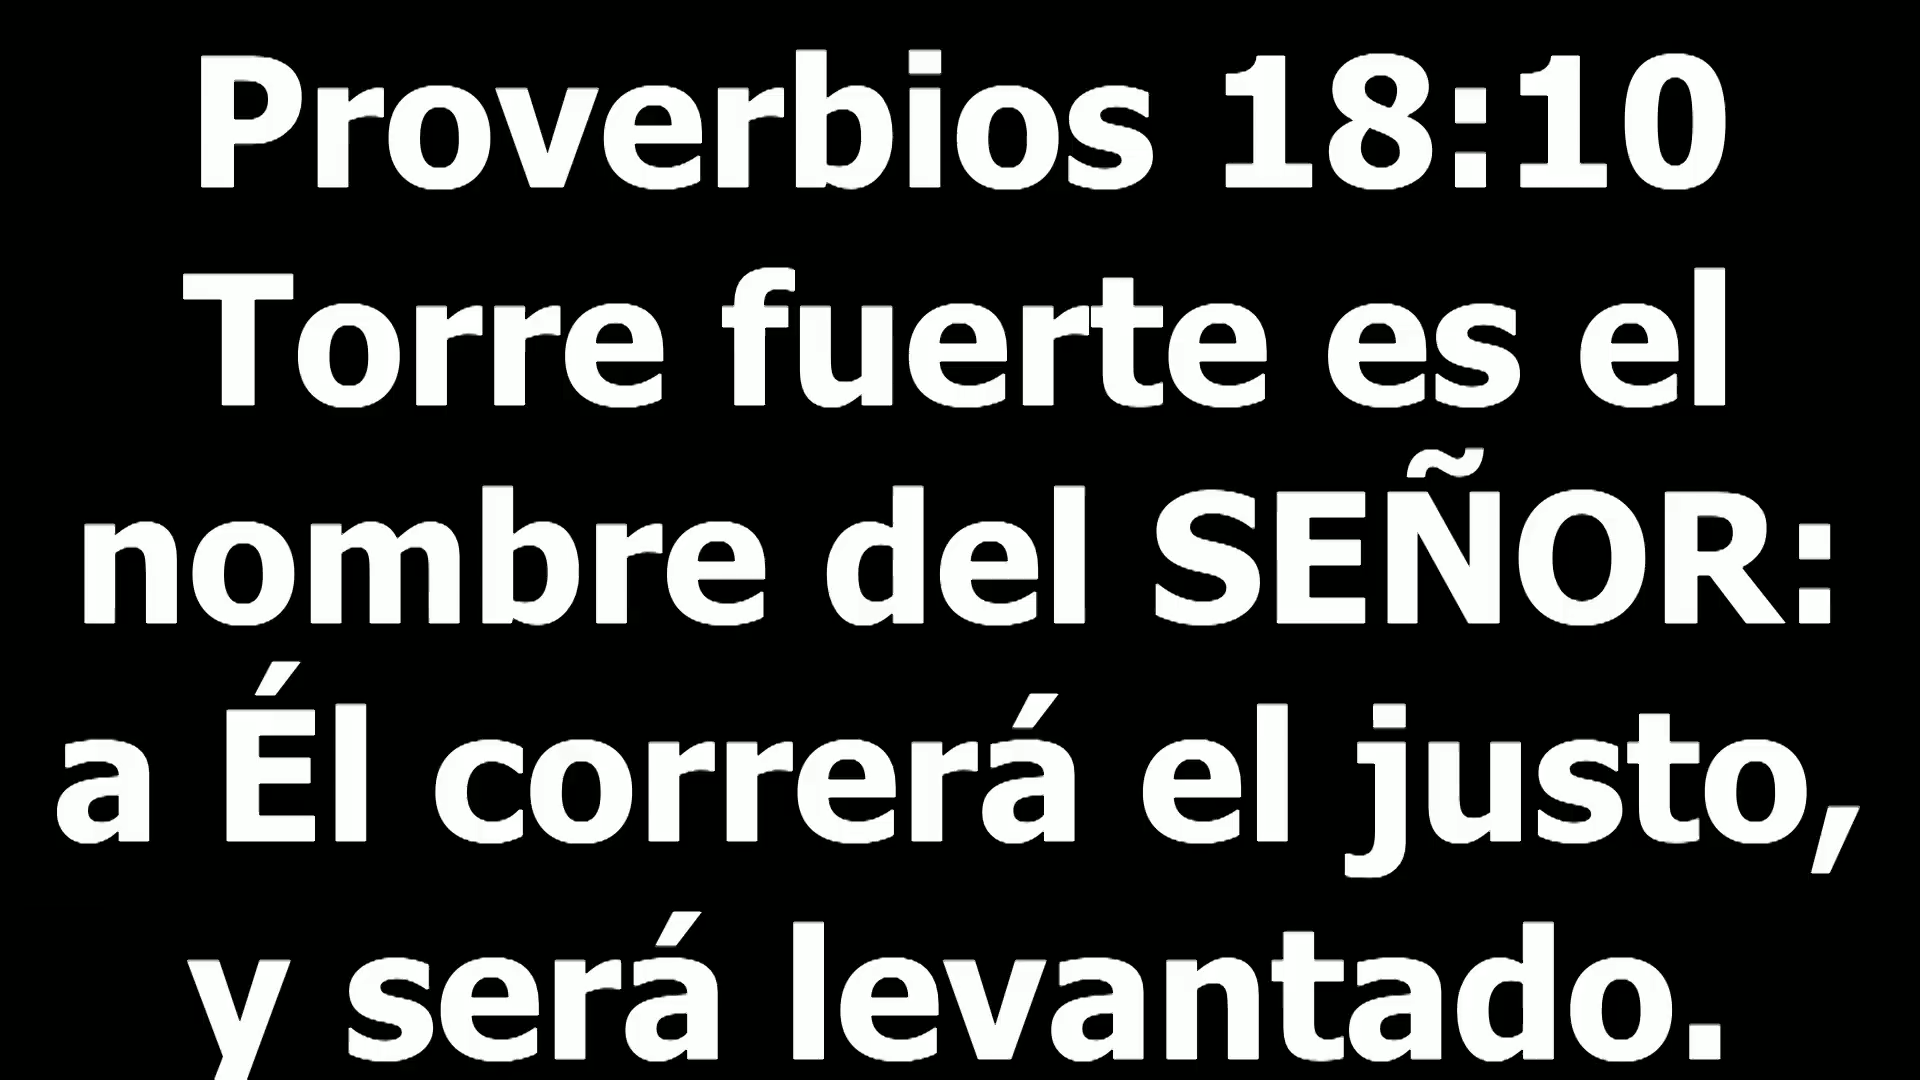 Proverbios 18:10
Torre fuerte es el
nombre del SEÑOR:
a Él correrá el justo,
y será levantado.